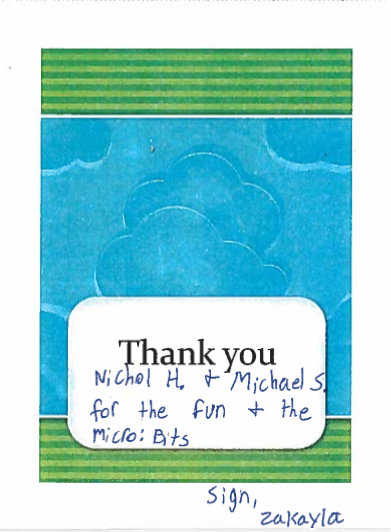 Thank you
Nichol H. + Michael S.
for the fun + the
micro: Bits
Sign,
zakayla